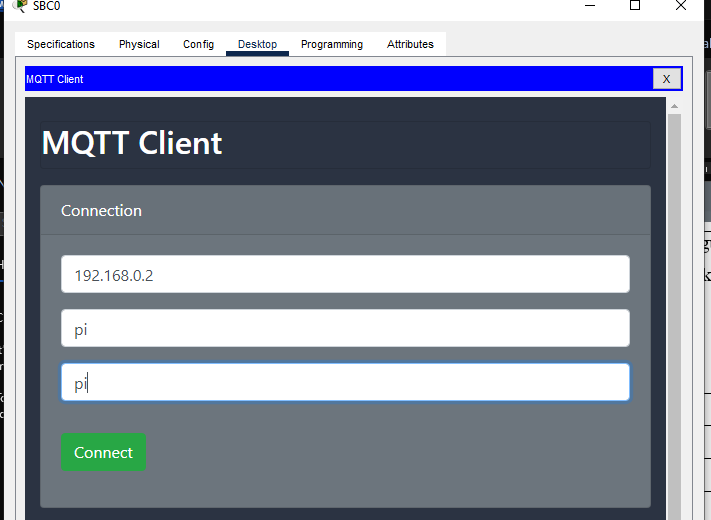 SBC0
Specifications Physical Config Desktop Programming Attributes
MQTT Client X
MQTT Client
Connection
192.168.0.2
pi
pi
Connect